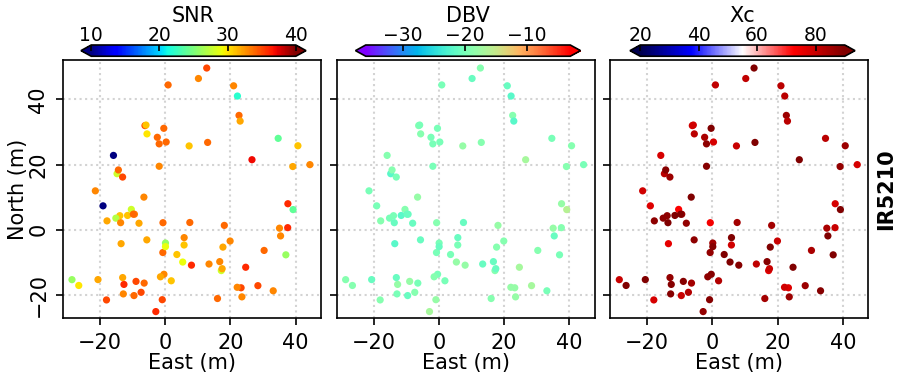 SNR DBV Xc
10 20 30 40 −30 −20 −10 20 40 60 80
40
20
0
−20
North (m)
IR5210
−20 0 20 40 −20 0 20 40 −20 0 20 40
East (m) East (m) East (m)